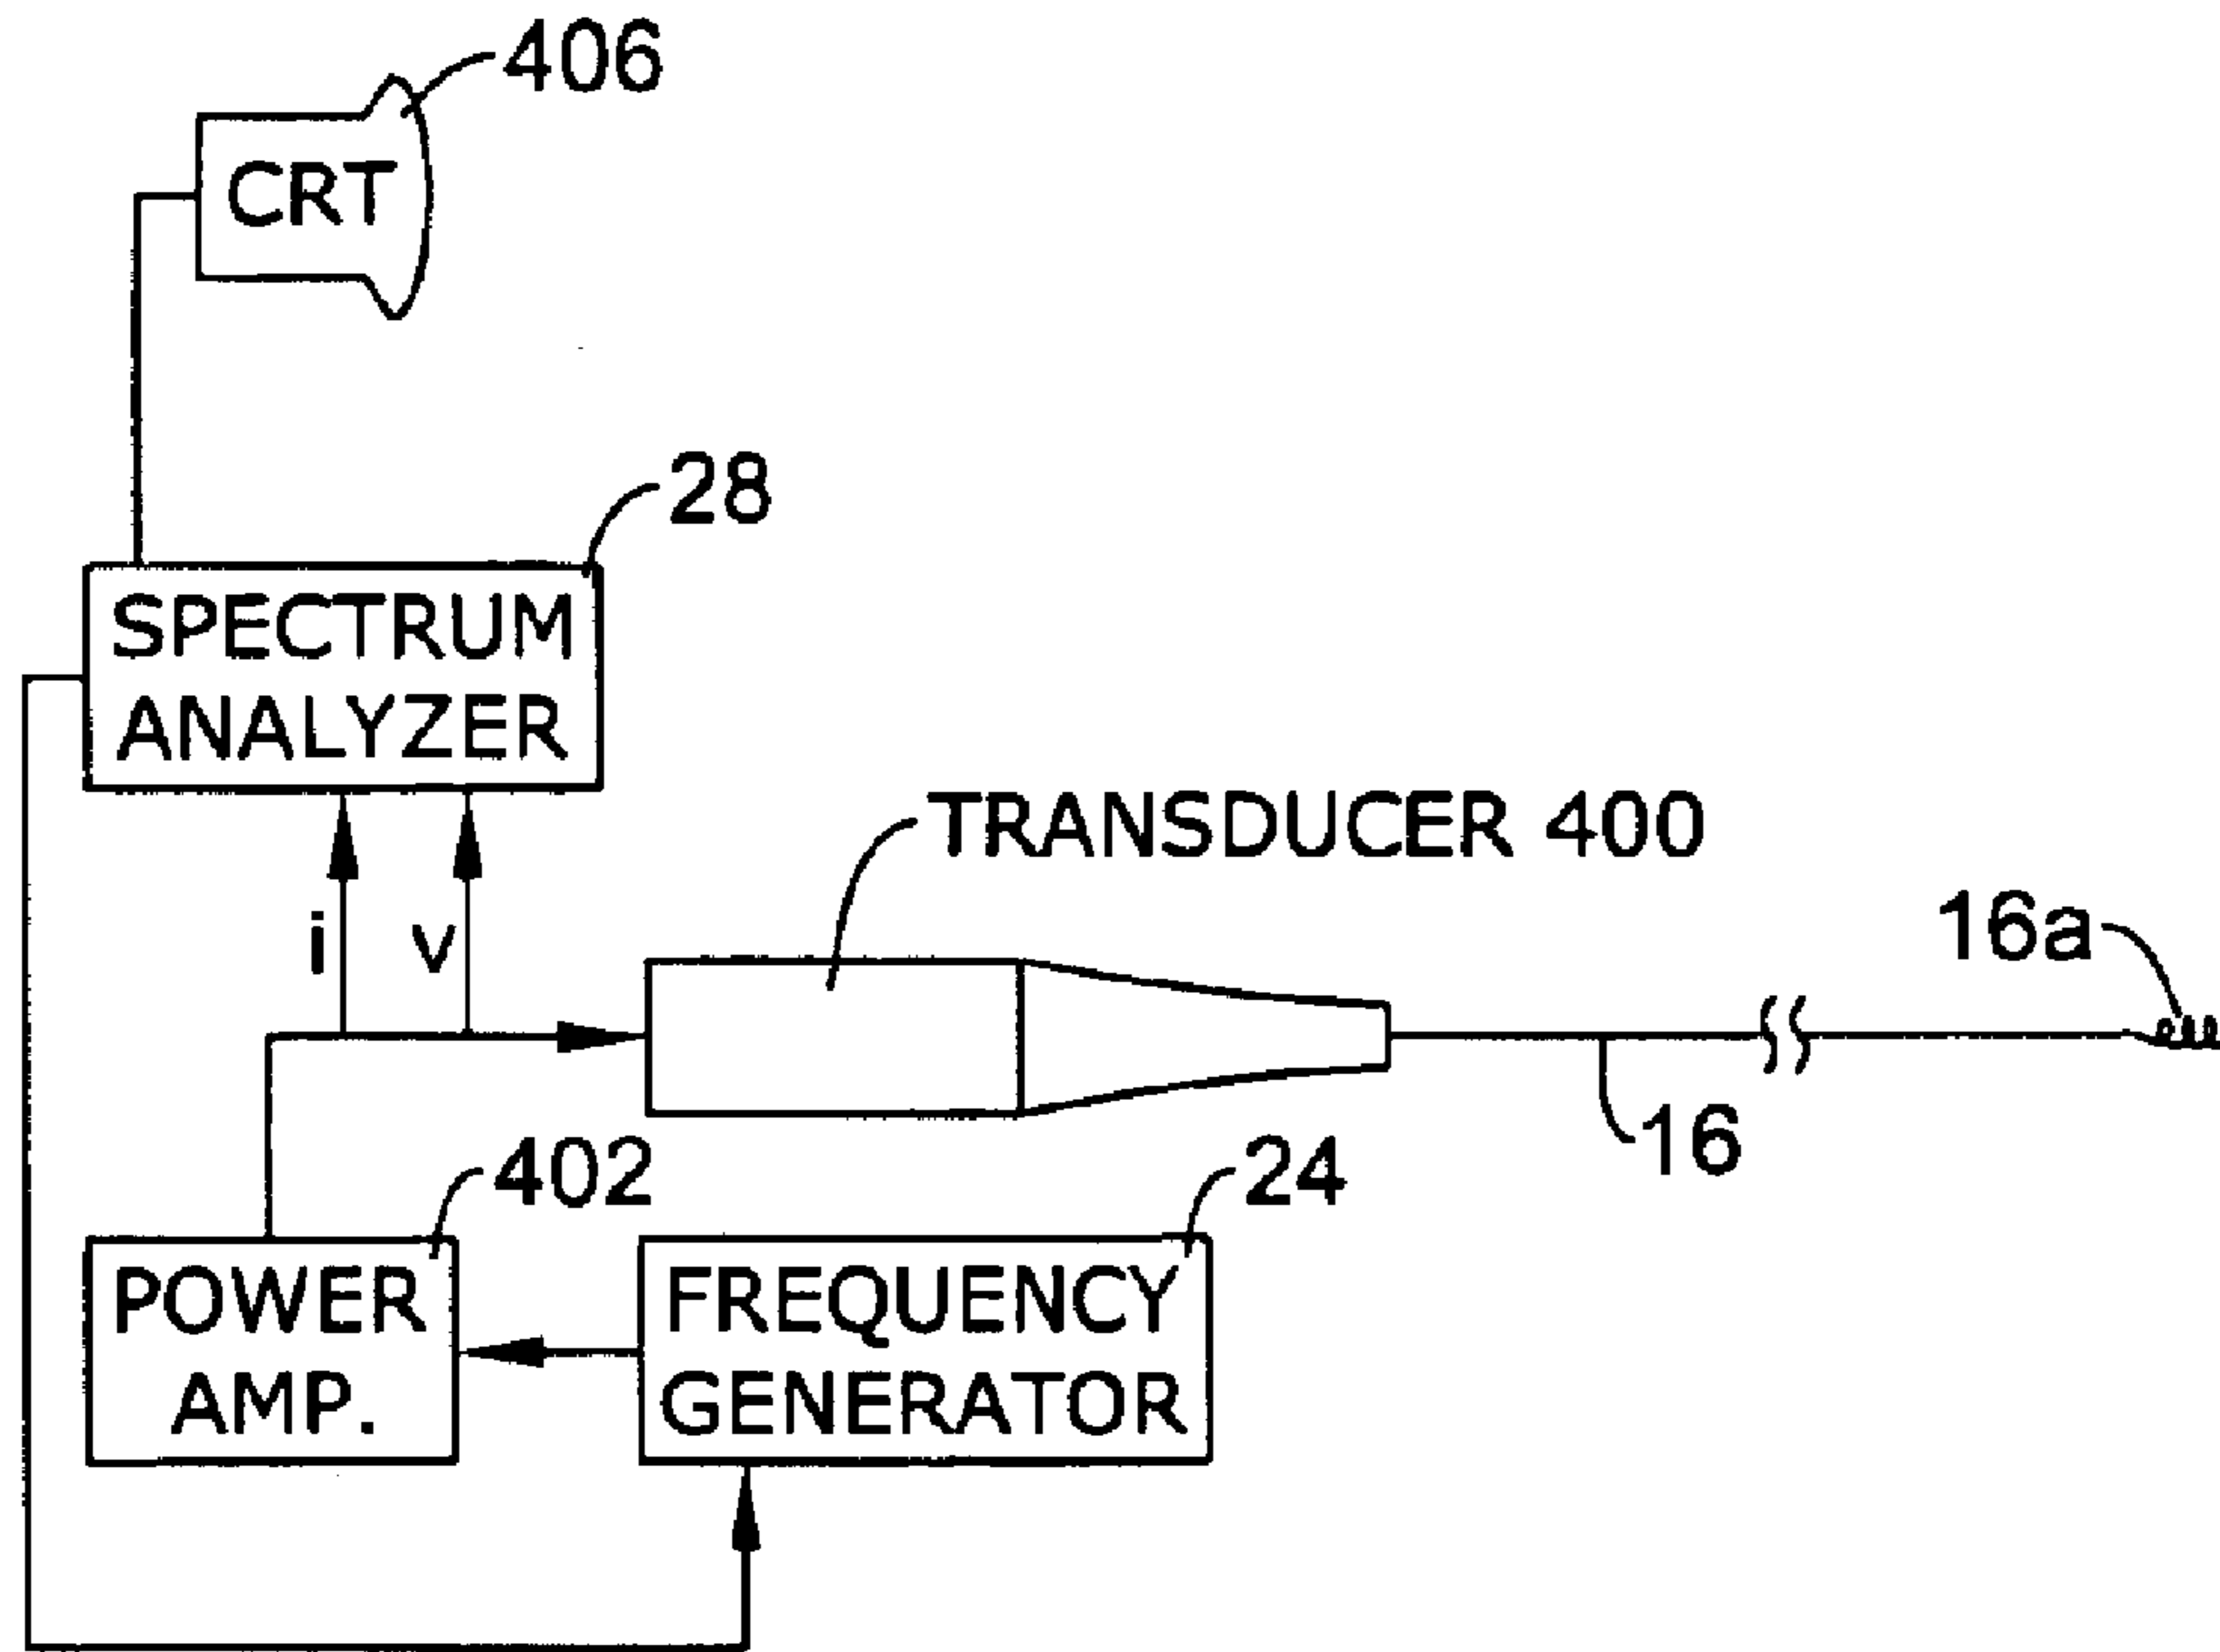 406
CRT
28
SPECTRUM
ANALYZER
TRANSDUCER 400
i
v
16a
16
402
24
POWER
AMP.
FREQUENCY
GENERATOR